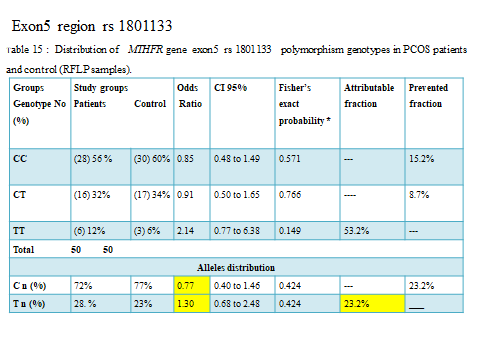 Exon5 region rs 1801133
Table 15 : Distribution of MTHFR gene exon5 rs 1801133 polymorphism genotypes in PCOS patients
and control (RFLP samples).
Groups Study groups Odds CI 95% Fisher's Attributable Prevented
Genotype No Patients Control Ratio exact fraction fraction
(%) probability *
CC (28) 56 % (30) 60% 0.85 0.48 to 1.49 0.571 --- 15.2%
CT (16) 32% (17) 34% 0.91 0.50 to 1.65 0.766 ---- 8.7%
TT (6) 12% (3) 6% 2.14 0.77 to 6.38 0.149 53.2% ---
Total 50 50
Alleles distribution
C n (%) 72% 77% 0.77 0.40 to 1.46 0.424 --- 23.2%
T n (%) 28. % 23% 1.30 0.68 to 2.48 0.424 23.2% ___